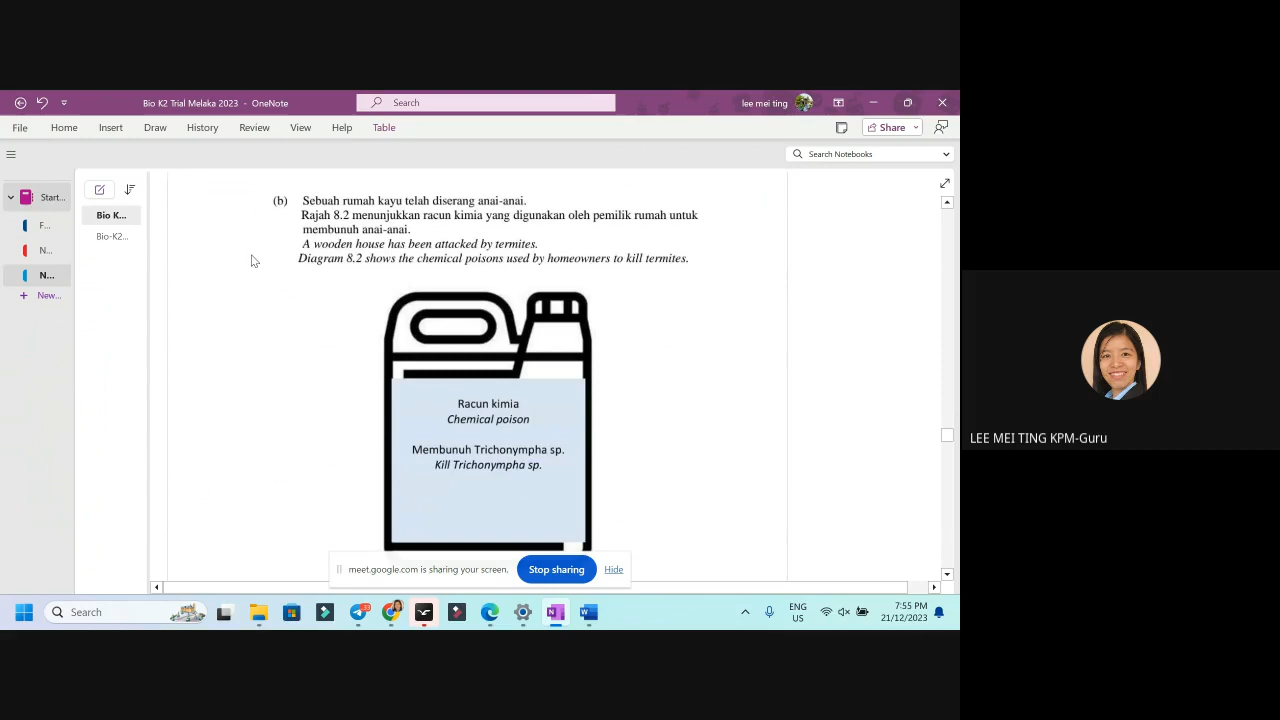 Bio K2 Trial Melaka 2023 - OneNote
Search
lee mei ting
File
Home
Insert
Draw
History
Review
View
Help
Table
Share
Search Notebooks
Start...
F...
N...
N...
New...
Bio K...
Bio-K2...
(b) Sebuah rumah kayu telah diserang anai-anai.
Rajah 8.2 menunjukkan racun kimia yang digunakan oleh pemilik rumah untuk
membunuh anai-anai.
A wooden house has been attacked by termites.
Diagram 8.2 shows the chemical poisons used by homeowners to kill termites.
Racun kimia
Chemical poison
Membunuh Trichonympha sp.
Kill Trichonympha sp.
meet.google.com is sharing your screen.
Stop sharing
Hide
LEE MEI TING KPM-Guru
Search
ENG
US
7:55 PM
21/12/2023